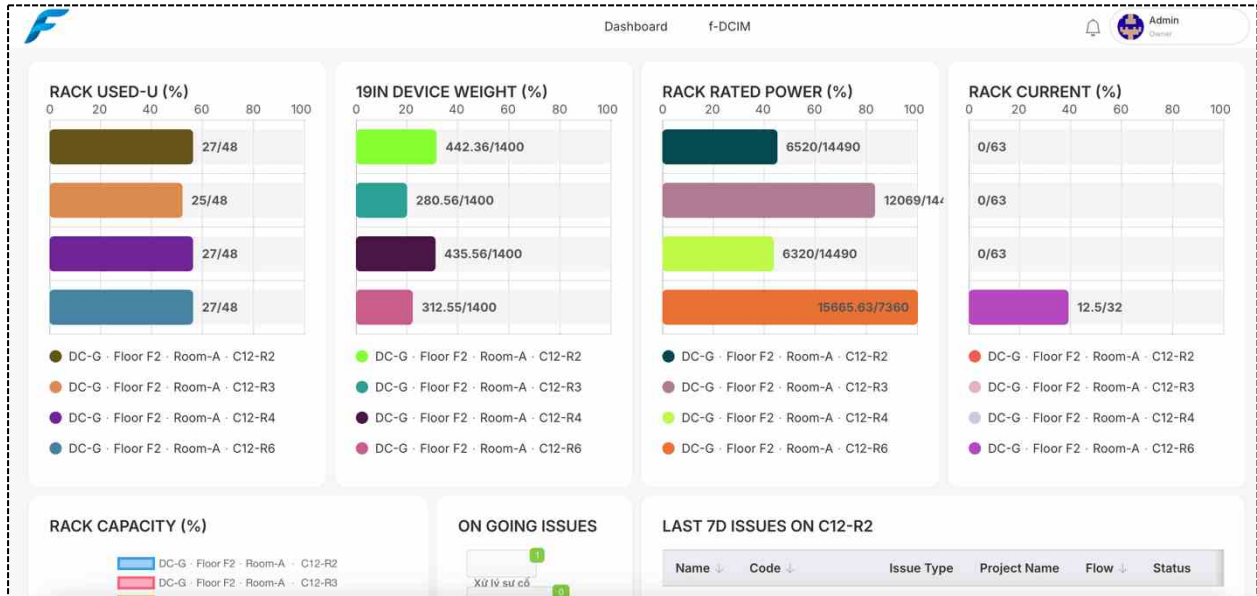 Dashboard f-DCIM
Admin
Owner
RACK USED-U (%)
0 20 40 60 80 100
27/48
25/48
27/48
27/48
DC-G · Floor F2 · Room-A · C12-R2
DC-G · Floor F2 · Room-A · C12-R3
DC-G · Floor F2 · Room-A · C12-R4
DC-G · Floor F2 · Room-A · C12-R6
19IN DEVICE WEIGHT (%)
0 20 40 60 80 100
442.36/1400
280.56/1400
435.56/1400
312.55/1400
DC-G · Floor F2 · Room-A · C12-R2
DC-G · Floor F2 · Room-A · C12-R3
DC-G · Floor F2 · Room-A · C12-R4
DC-G · Floor F2 · Room-A · C12-R6
RACK RATED POWER (%)
0 20 40 60 80 100
6520/14490
12069/144
6320/14490
15665.63/7360
DC-G · Floor F2 · Room-A · C12-R2
DC-G · Floor F2 · Room-A · C12-R3
DC-G · Floor F2 · Room-A · C12-R4
DC-G · Floor F2 · Room-A · C12-R6
RACK CURRENT (%)
0 20 40 60 80 100
0/63
0/63
0/63
12.5/32
DC-G · Floor F2 · Room-A · C12-R2
DC-G · Floor F2 · Room-A · C12-R3
DC-G · Floor F2 · Room-A · C12-R4
DC-G · Floor F2 · Room-A · C12-R6
RACK CAPACITY (%)
DC-G · Floor F2 · Room-A · C12-R2
DC-G · Floor F2 · Room-A · C12-R3
ON GOING ISSUES
1
Xử lý sự cố
0
LAST 7D ISSUES ON C12-R2
Name ↓ Code ↓ Issue Type Project Name Flow ↓ Status